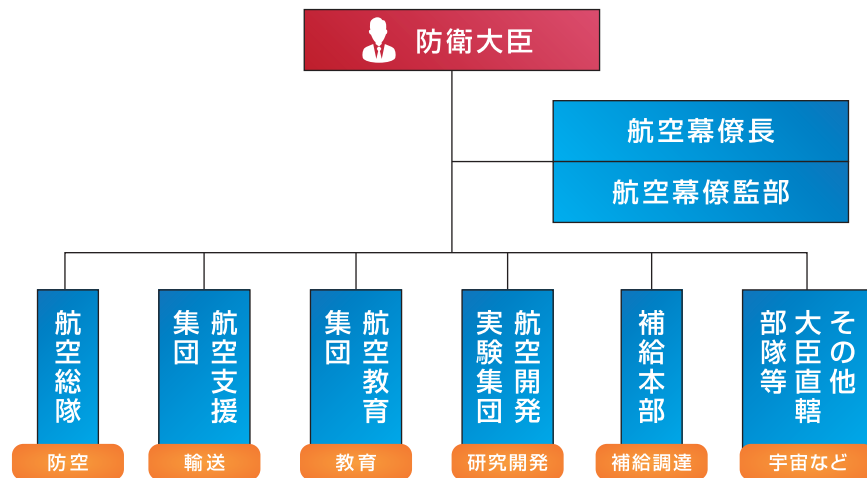 防衛大臣
航空幕僚長
航空幕僚監部
航空総隊
防空
航空支援
集団
輸送
航空教育
集団
教育
航空開発
実験集団
研究開発
補給本部
補給調達
その他
大臣直轄
部隊等
宇宙など